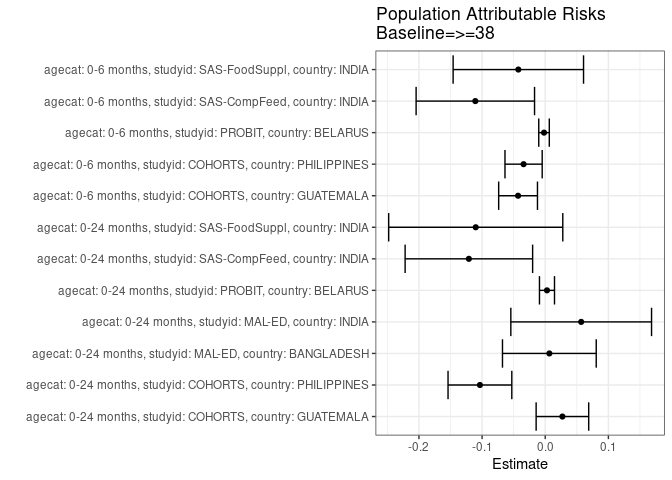 Population Attributable Risks
Baseline=>=38
agecat: 0-6 months, studyid: SAS-FoodSuppl, country: INDIA
agecat: 0-6 months, studyid: SAS-CompFeed, country: INDIA
agecat: 0-6 months, studyid: PROBIT, country: BELARUS
agecat: 0-6 months, studyid: COHORTS, country: PHILIPPINES
agecat: 0-6 months, studyid: COHORTS, country: GUATEMALA
agecat: 0-24 months, studyid: SAS-FoodSuppl, country: INDIA
agecat: 0-24 months, studyid: SAS-CompFeed, country: INDIA
agecat: 0-24 months, studyid: PROBIT, country: BELARUS
agecat: 0-24 months, studyid: MAL-ED, country: INDIA
agecat: 0-24 months, studyid: MAL-ED, country: BANGLADESH
agecat: 0-24 months, studyid: COHORTS, country: PHILIPPINES
agecat: 0-24 months, studyid: COHORTS, country: GUATEMALA
-0.2 -0.1 0.0 0.1
Estimate